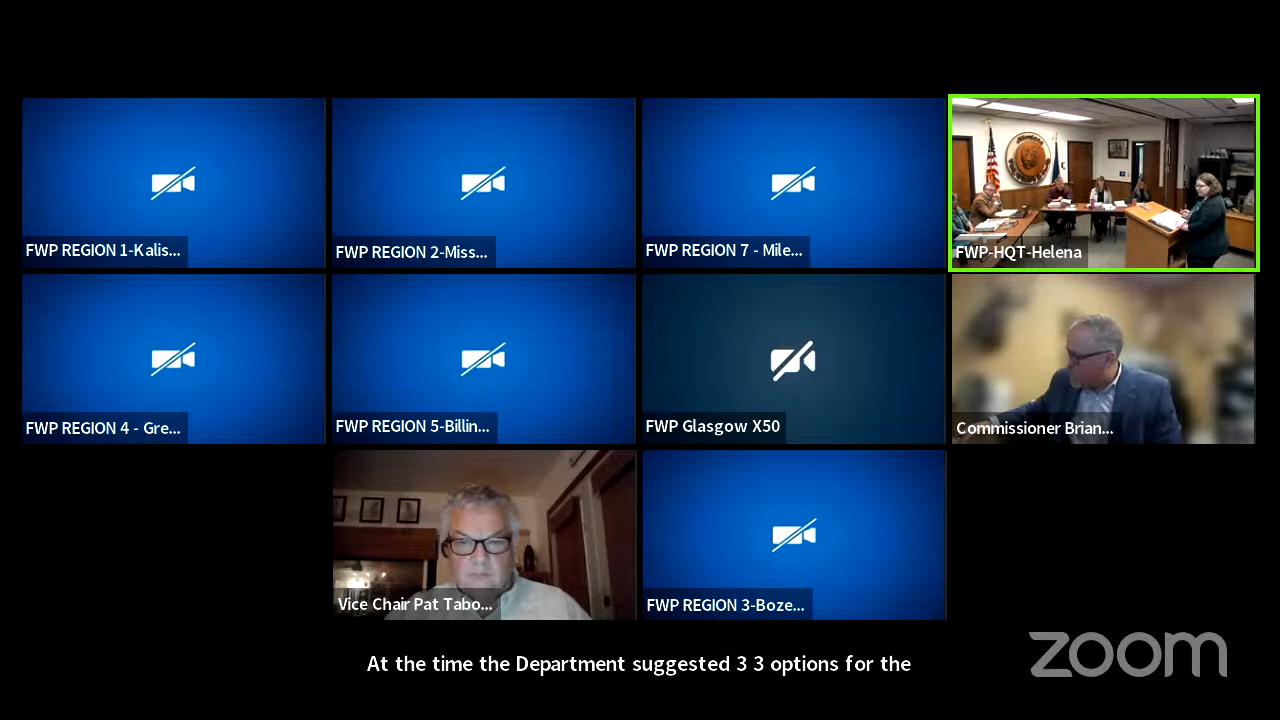 FWP REGION 1-Kalis...
FWP REGION 2-Miss...
FWP REGION 7 - Mile...
FWP-HQT-Helena
FWP REGION 4 - Gre...
FWP REGION 5-Billin...
FWP Glasgow X50
Commissioner Brian...
Vice Chair Pat Tabo...
FWP REGION 3-Boze...
At the time the Department suggested 3 3 options for the
zoom